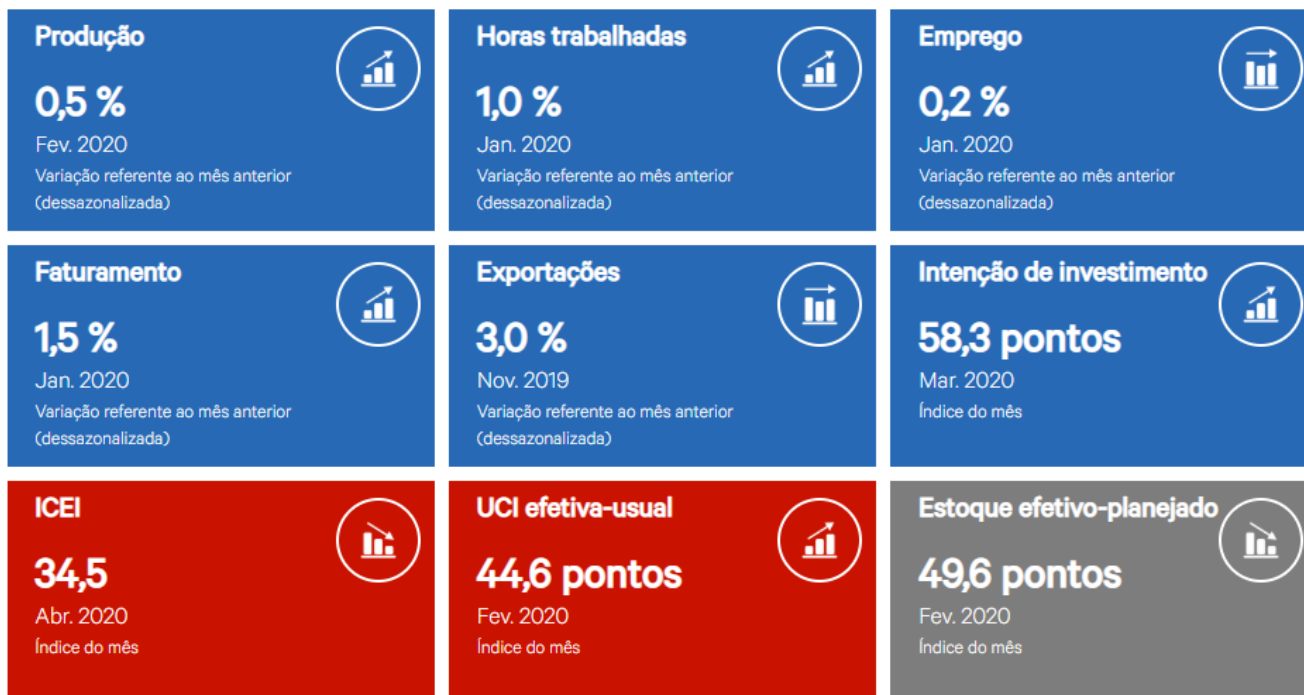 Produção
0,5 %
Fev. 2020
Variação referente ao mês anterior
(dessazonalizada)
Horas trabalhadas
1,0 %
Jan. 2020
Variação referente ao mês anterior
(dessazonalizada)
Emprego
0,2 %
Jan. 2020
Variação referente ao mês anterior
(dessazonalizada)
Faturamento
1,5 %
Jan. 2020
Variação referente ao mês anterior
(dessazonalizada)
Exportações
3,0 %
Nov. 2019
Variação referente ao mês anterior
(dessazonalizada)
Intenção de investimento
58,3 pontos
Mar. 2020
Índice do mês
ICEI
34,5
Abr. 2020
Índice do mês
UCI efetiva-usual
44,6 pontos
Fev. 2020
Índice do mês
Estoque efetivo-planejado
49,6 pontos
Fev. 2020
Índice do mês